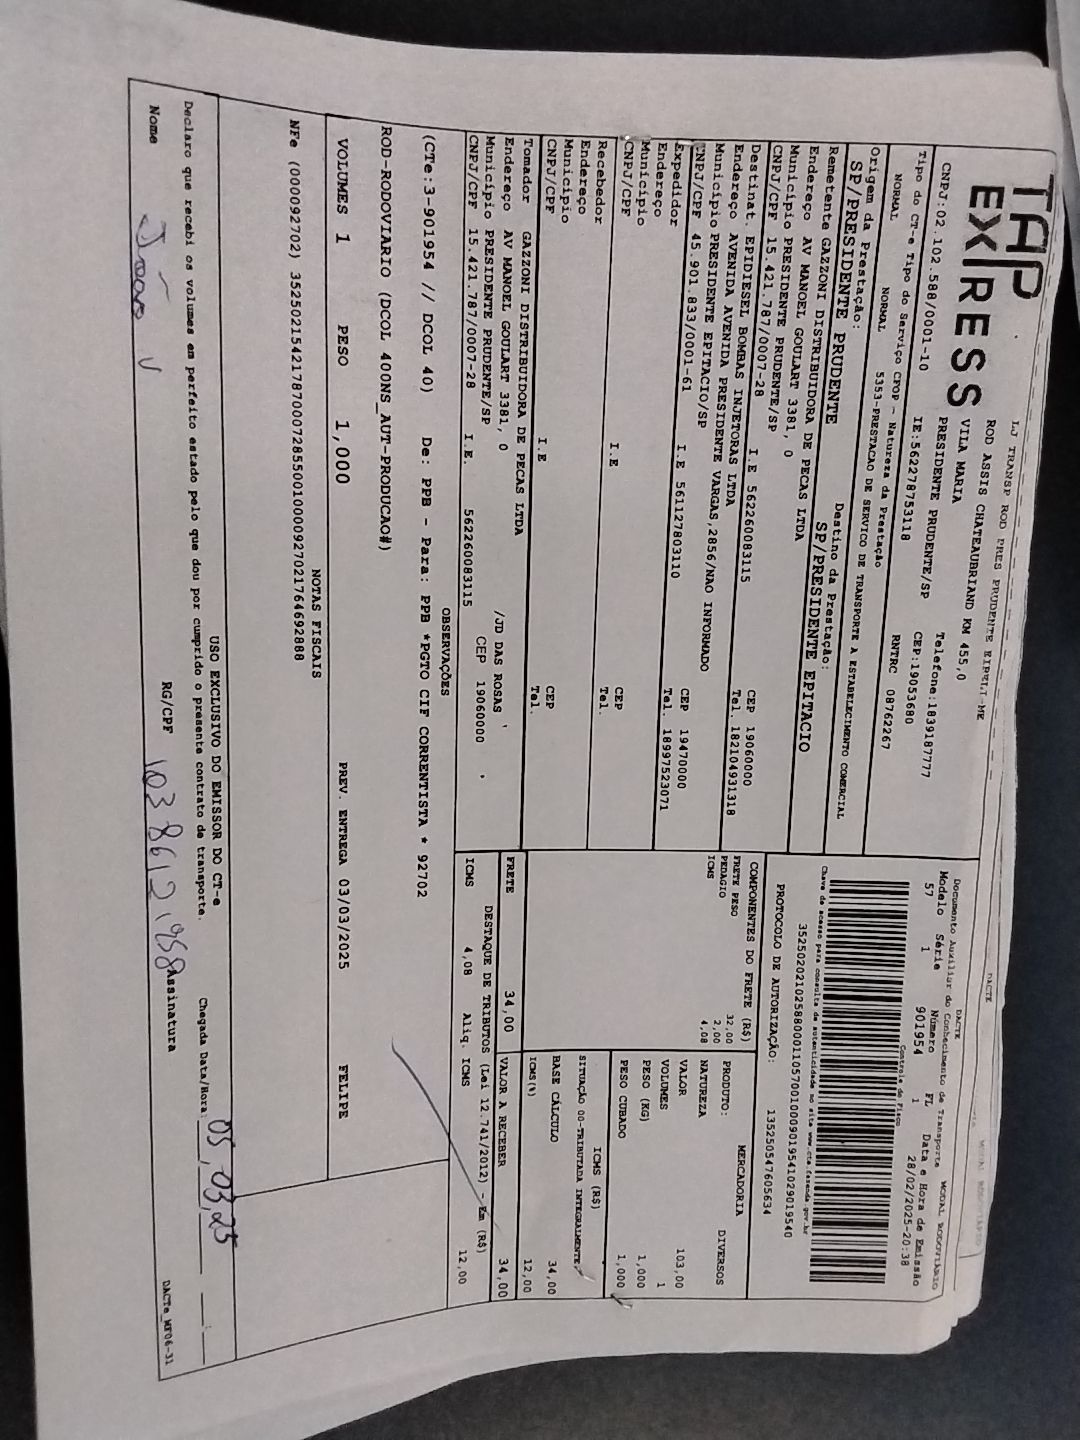 TAP EXPRESS
LJ TRANSP ROD PRES PRUDENTE EIRELI-ME
ROD ASSIS CHATEAUBRIAND KM 455,0
VILA MARIA
PRESIDENTE PRUDENTE/SP Telefone:1839187777
CNPJ:02.102.588/0001-10 IE:562278753118 CEP:19053680
Tipo do CT-e Tipo do Serviço CFOP - Natureza da Prestação RNTRC 08762267
NORMAL NORMAL 5353-PRESTACAO DE SERVICO DE TRANSPORTE A ESTABELECIMENTO COMERCIAL
Origem da Prestação: Destino da Prestação:
SP/PRESIDENTE PRUDENTE SP/PRESIDENTE EPITACIO
Remetente GAZZONI DISTRIBUIDORA DE PECAS LTDA
Endereço AV MANOEL GOULART 3381, 0
Município PRESIDENTE PRUDENTE/SP CEP 19060000
CNPJ/CPF 15.421.787/0007-28 I.E 562260083115 Tel. 182104931318
Destinat. EPIDIESEL BOMBAS INJETORAS LTDA
Endereço AVENIDA AVENIDA PRESIDENTE VARGAS,2856/NAO INFORMADO
Município PRESIDENTE EPITACIO/SP CEP 19470000
CNPJ/CPF 45.901.833/0001-61 I.E 561127803110 Tel. 18997523071
Expedidor
Endereço
Município CEP
CNPJ/CPF I.E Tel.
Recebedor
Endereço
Município CEP
CNPJ/CPF I.E Tel.
Tomador GAZZONI DISTRIBUIDORA DE PECAS LTDA
Endereço AV MANOEL GOULART 3381, 0 /JD DAS ROSAS
Município PRESIDENTE PRUDENTE/SP CEP 19060000
CNPJ/CPF 15.421.787/0007-28 I.E. 562260083115
DACTE
DACTE MODAL RODOVIÁRIO
Documento Auxiliar do Conhecimento de Transporte
Modelo Série Número FL Data e Hora de Emissão
57 1 901954 1 28/02/2025-20:38
Controle do Fisco
Chave de acesso para consulta de autenticidade no site www.cte.fazenda.gov.br
35250202102588000110570010009019541029019540
PROTOCOLO DE AUTORIZAÇÃO: 135250547605634
COMPONENTES DO FRETE (R$)
FRETE PESO 32,00
PEDAGIO 2,00
ICMS 4,08
PRODUTO: MERCADORIA
NATUREZA DIVERSOS
VALOR 103,00
VOLUMES 1
PESO (KG) 1,000
PESO CUBADO 1,000
ICMS (R$)
SITUAÇÃO 00-TRIBUTADA INTEGRALMENTE
BASE CÁLCULO 34,00
ICMS(%) 12,00
FRETE 34,00 VALOR A RECEBER 34,00
DESTAQUE DE TRIBUTOS (Lei 12.741/2012) - Em (R$)
ICMS 4,08 Aliq. ICMS 12,00
OBSERVAÇÕES
(CTe:3-901954 // DCOL 40) De: PPB - Para: PPB *PGTO CIF CORRENTISTA * 92702
ROD-RODOVIARIO (DCOL 400NS_AUT-PRODUCAO#)
VOLUMES 1 PESO 1,000 PREV. ENTREGA 03/03/2025 FELIPE
NOTAS FISCAIS
NFe (000092702) 35250215421787000728550010000927021764692888
USO EXCLUSIVO DO EMISSOR DO CT-e
Declaro que recebi os volumes em perfeito estado pelo que dou por cumprido o presente contrato de transporte. Chegada Data/Hora: 05,03,25
Nome RG/CPF Assinatura
DACTe_MT06-31